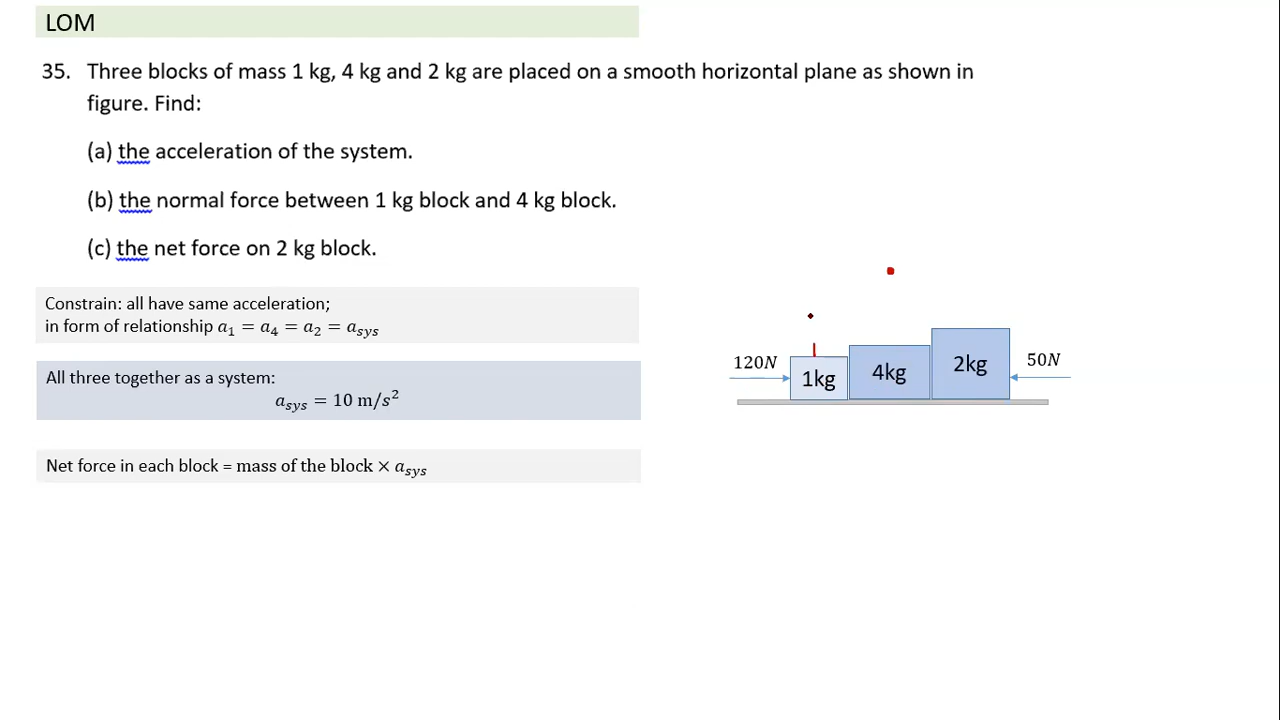 LOM
35. Three blocks of mass 1 kg, 4 kg and 2 kg are placed on a smooth horizontal plane as shown in
figure. Find:
(a) the acceleration of the system.
(b) the normal force between 1 kg block and 4 kg block.
(c) the net force on 2 kg block.
Constrain: all have same acceleration;
in form of relationship a₁ = a₄ = a₂ = aₛᵧₛ
All three together as a system:
aₛᵧₛ = 10 m/s²
Net force in each block = mass of the block × aₛᵧₛ
120N
1kg
4kg
2kg
50N